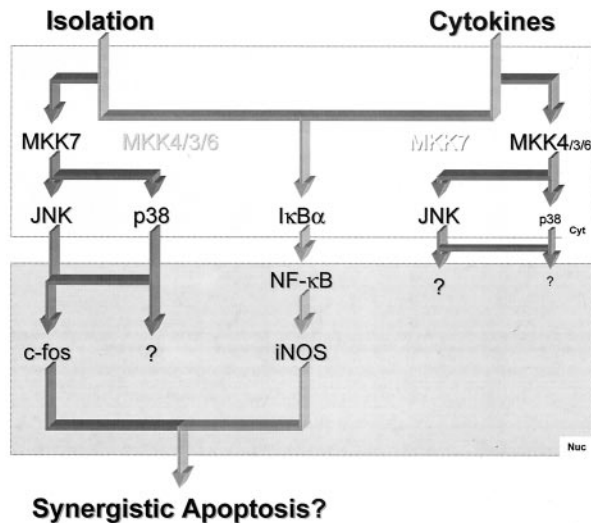 Isolation Cytokines
MKK7 MKK4/3/6 MKK7 MKK4/3/6
JNK p38 IκBα JNK p38
Cyt
NF-κB ? ?
c-fos ? iNOS
Nuc
Synergistic Apoptosis?